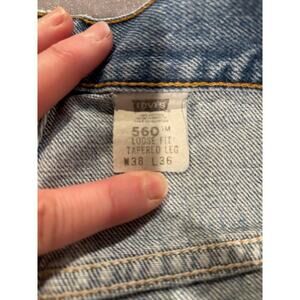 LEVI'S
560™
LOOSE FIT
TAPERED LEG
W38 L36